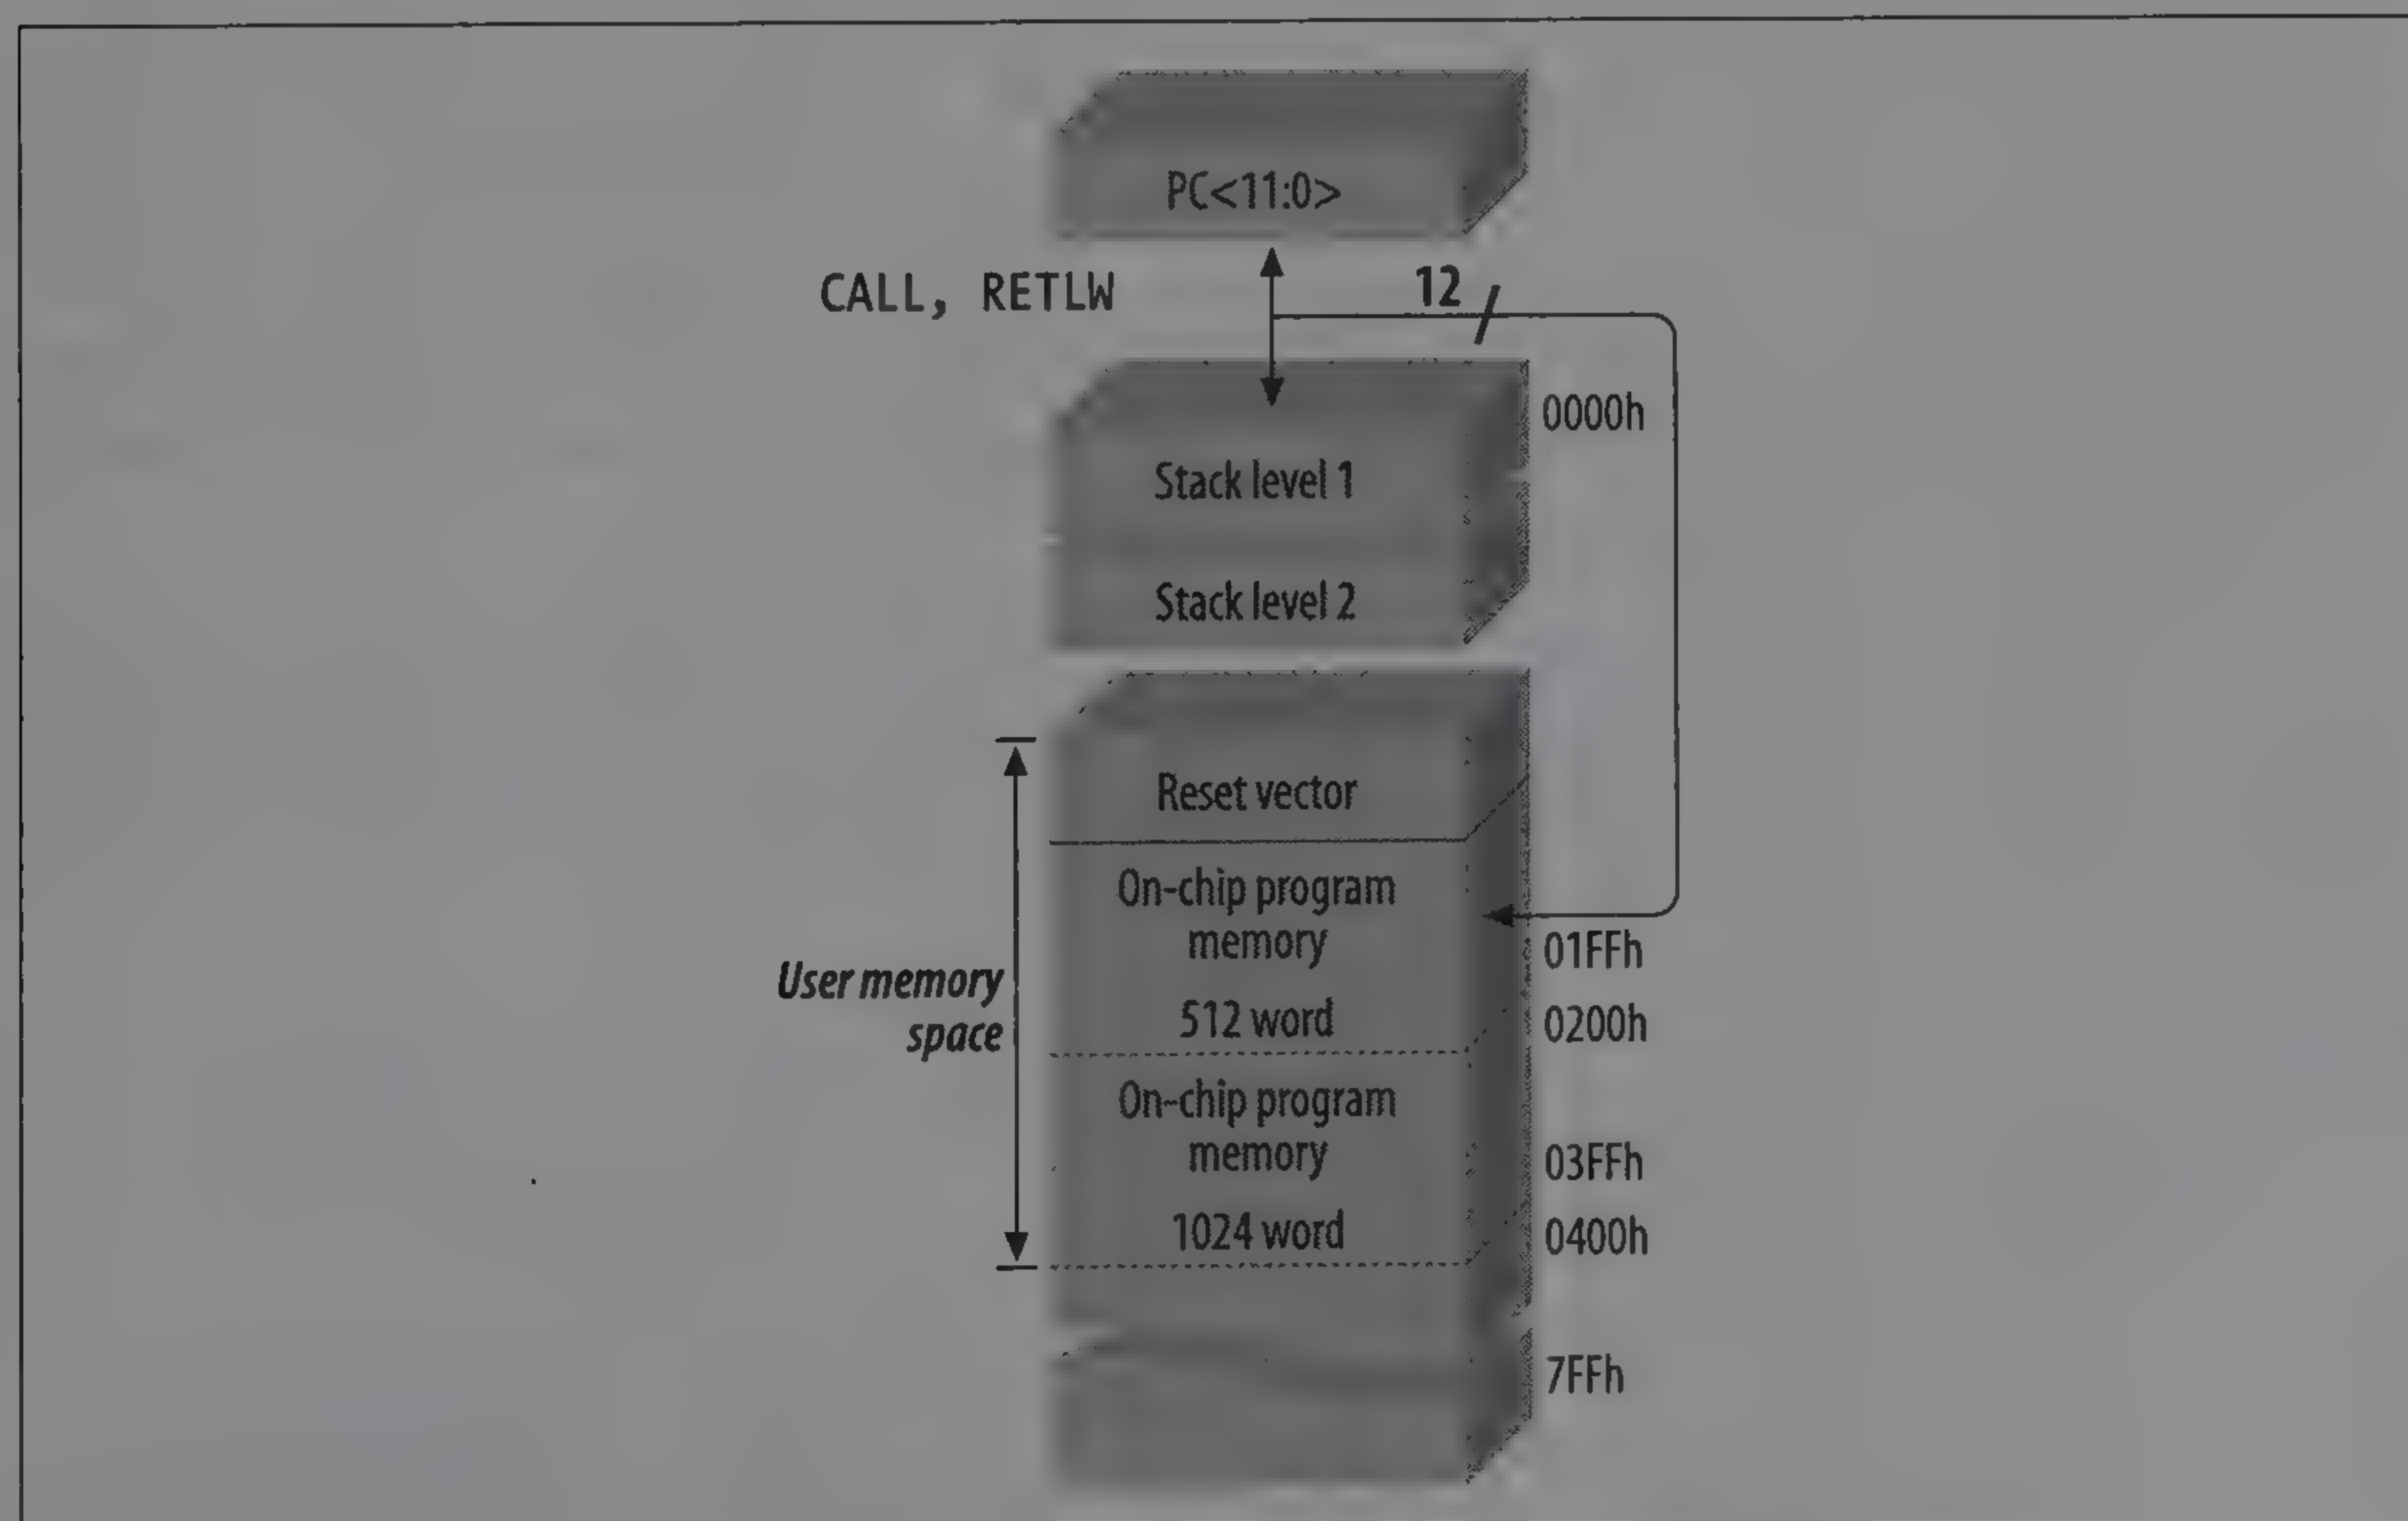 PC<11:0>
CALL, RETLW
12
0000h
Stack level 1
Stack level 2
Reset vector
On-chip program
memory
01FFh
User memory
space
512 word
0200h
On-chip program
memory
03FFh
1024 word
0400h
7FFh